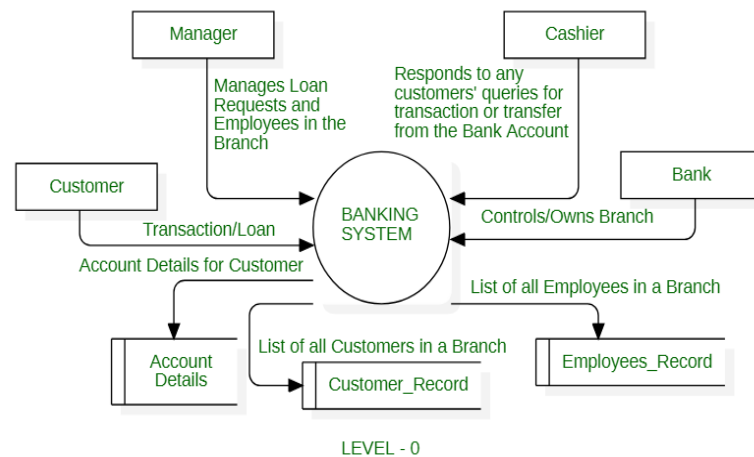 Manager
Cashier
Manages Loan
Requests and
Employees in the
Branch
Responds to any
customers' queries for
transaction or transfer
from the Bank Account
Customer
Bank
BANKING
SYSTEM
Transaction/Loan
Controls/Owns Branch
Account Details for Customer
List of all Employees in a Branch
Account
Details
List of all Customers in a Branch
Customer_Record
Employees_Record
LEVEL - 0